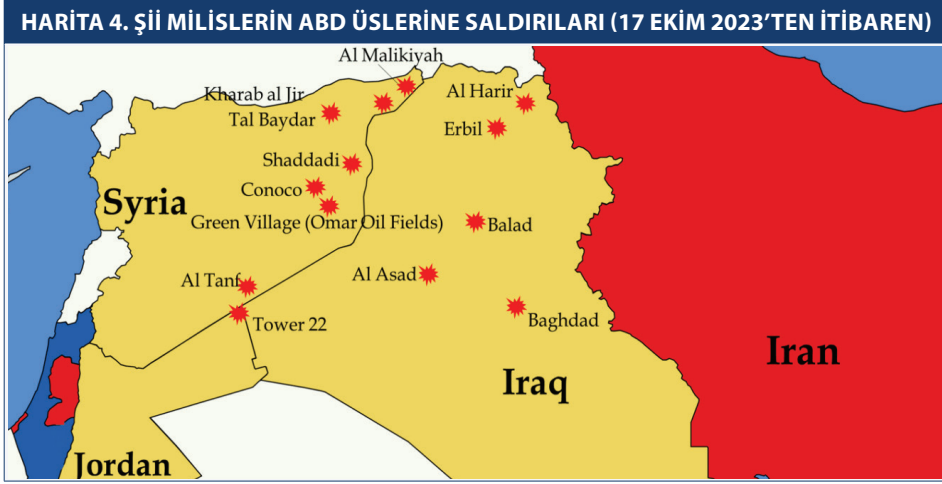 HARİTA 4. Şİİ MİLİSLERİN ABD ÜSLERİNE SALDIRILARI (17 EKİM 2023'TEN İTİBAREN)
Al Malikiyah
Kharab al Jir
Al Harir
Tal Baydar
Erbil
Shaddadi
Conoco
Syria
Green Village (Omar Oil Fields)
Balad
Al Tanf
Al Asad
Tower 22
Baghdad
Iran
Iraq
Jordan